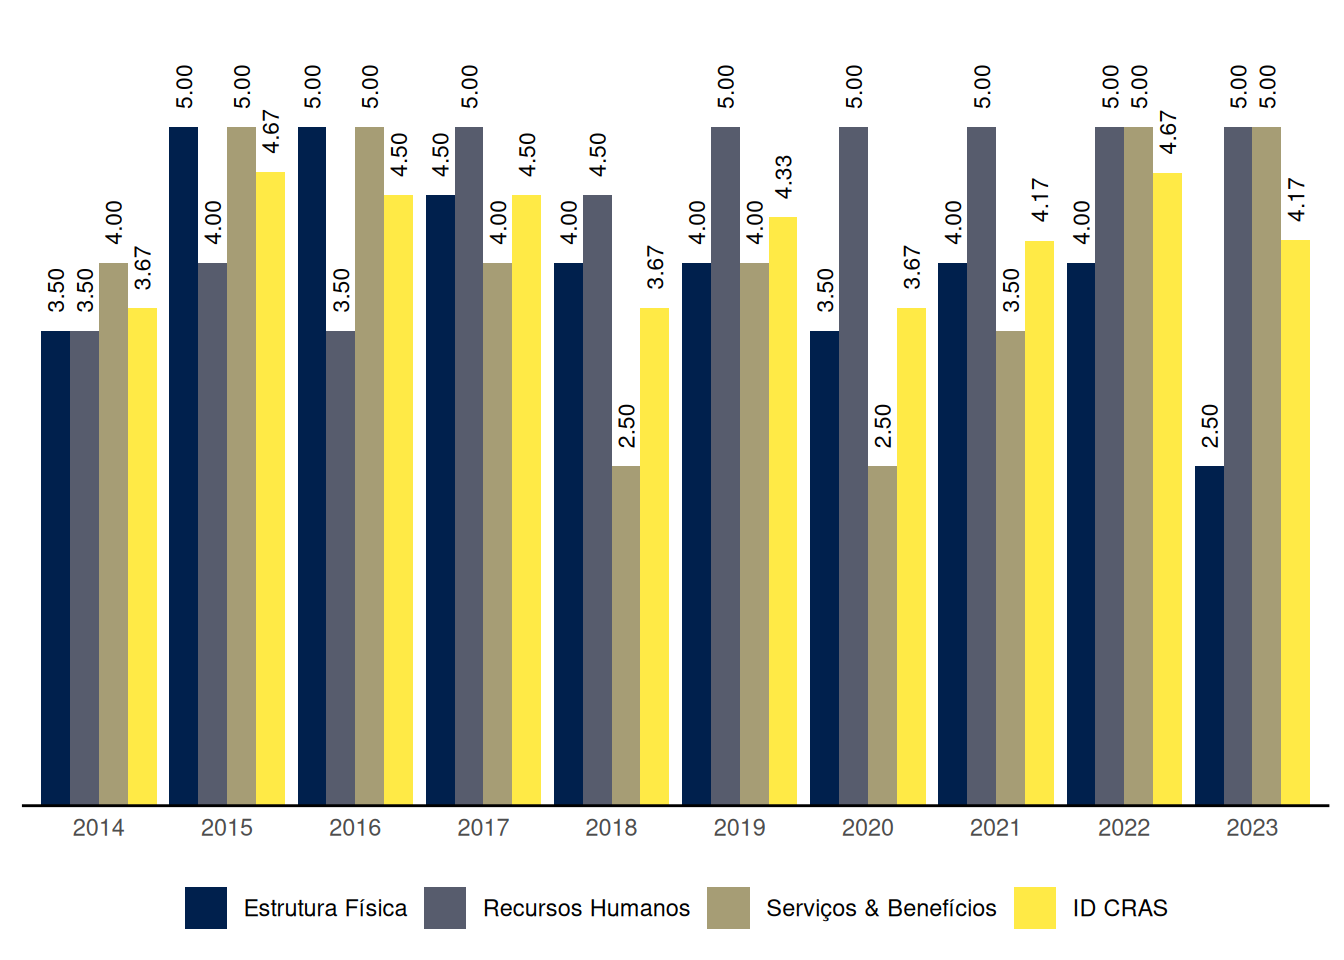 3.50 3.50 4.00 3.67
5.00 4.00 5.00 4.67
5.00 3.50 5.00 4.50
4.50 5.00 4.00 4.50
4.00 4.50 2.50 3.67
4.00 5.00 4.00 4.33
3.50 5.00 2.50 3.67
4.00 5.00 3.50 4.17
4.00 5.00 5.00 4.67
2.50 5.00 5.00 4.17
2014 2015 2016 2017 2018 2019 2020 2021 2022 2023
Estrutura Física Recursos Humanos Serviços & Benefícios ID CRAS